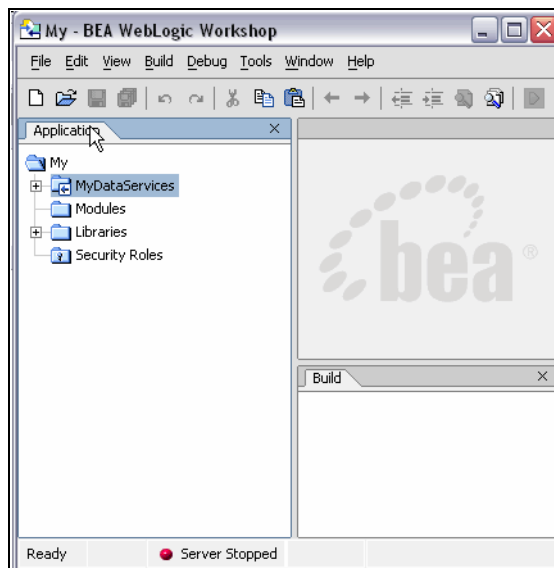 My - BEA WebLogic Workshop
File Edit View Build Debug Tools Window Help
Application
My
MyDataServices
Modules
Libraries
Security Roles
bea ®
Build
Ready Server Stopped